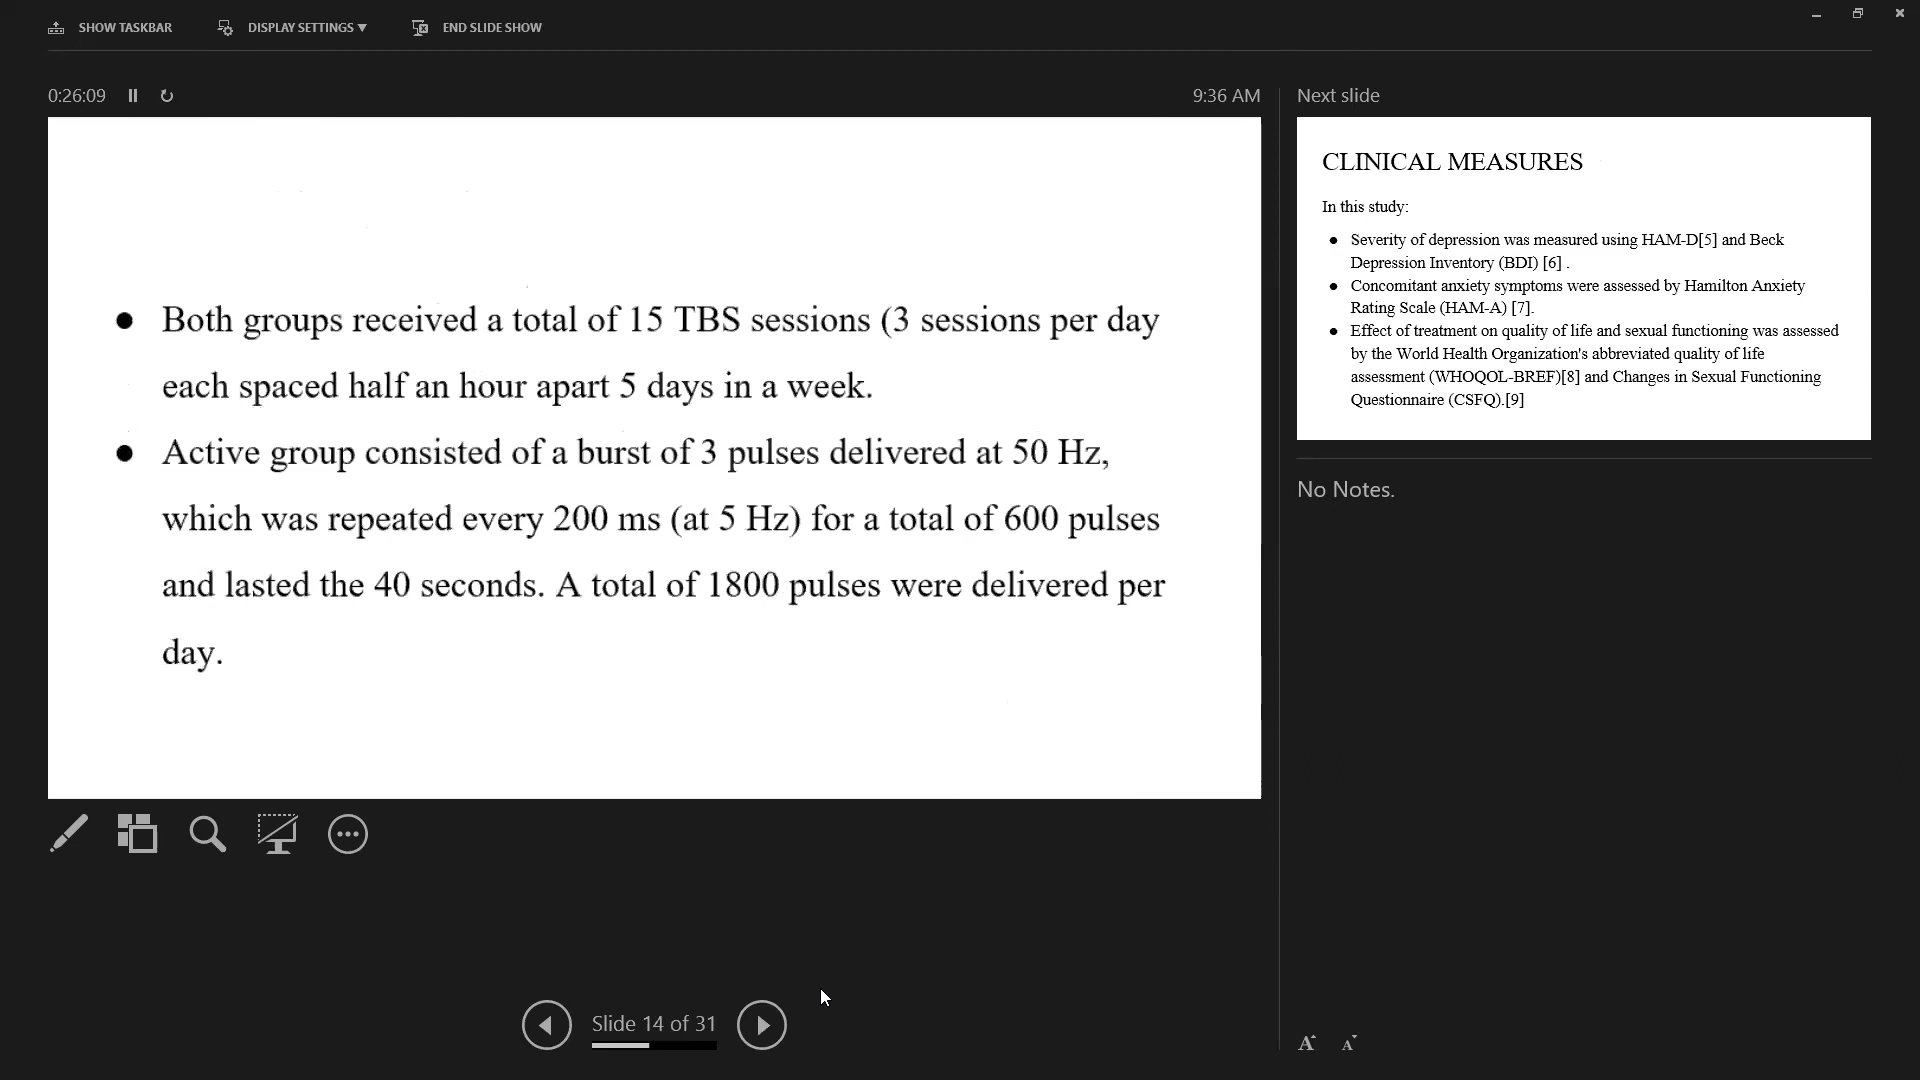 SHOW TASKBAR
DISPLAY SETTINGS ▼
END SLIDE SHOW
0:26:09
9:36 AM
● Both groups received a total of 15 TBS sessions (3 sessions per day
each spaced half an hour apart 5 days in a week.
● Active group consisted of a burst of 3 pulses delivered at 50 Hz,
which was repeated every 200 ms (at 5 Hz) for a total of 600 pulses
and lasted the 40 seconds. A total of 1800 pulses were delivered per
day.
Slide 14 of 31
Next slide
CLINICAL MEASURES
In this study:
● Severity of depression was measured using HAM-D[5] and Beck
Depression Inventory (BDI) [6] .
● Concomitant anxiety symptoms were assessed by Hamilton Anxiety
Rating Scale (HAM-A) [7].
● Effect of treatment on quality of life and sexual functioning was assessed
by the World Health Organization's abbreviated quality of life
assessment (WHOQOL-BREF)[8] and Changes in Sexual Functioning
Questionnaire (CSFQ).[9]
No Notes.
A A